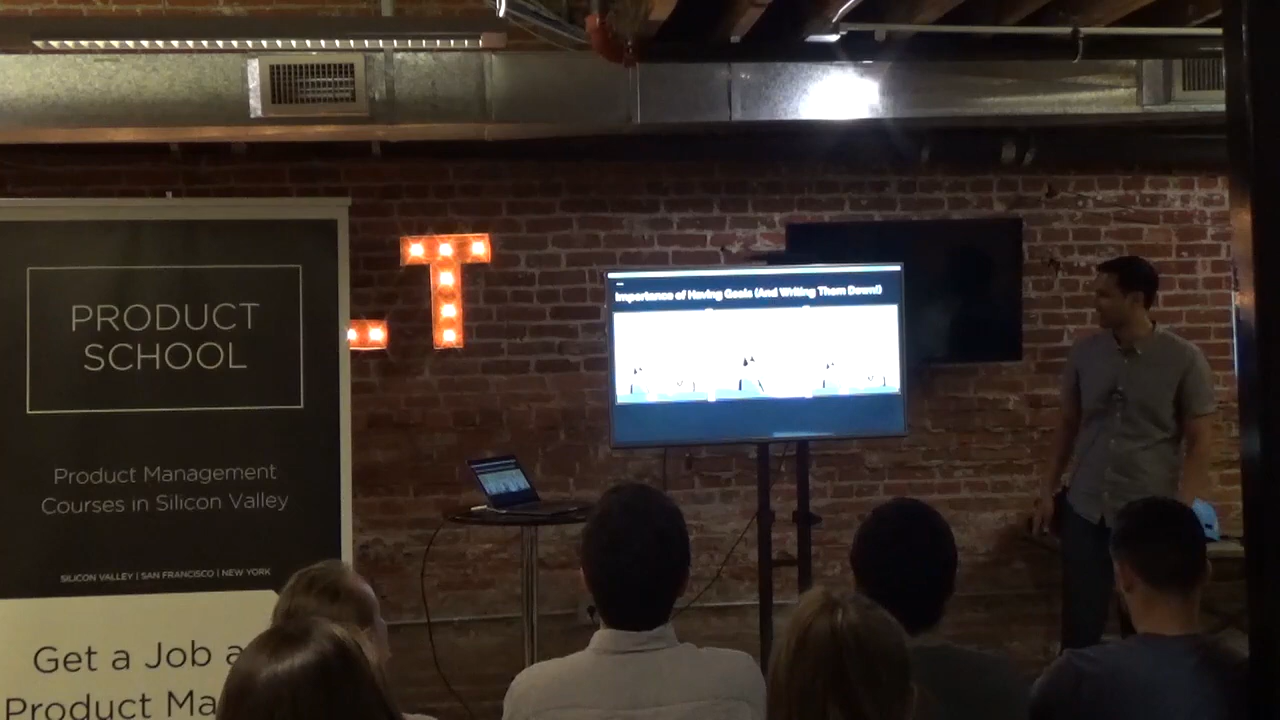 PRODUCT
SCHOOL
Product Management
Courses in Silicon Valley
SILICON VALLEY | SAN FRANCISCO | NEW YORK
Get a Job a
Product Ma
T
Importance of Having Goals (And Writing Them Down!)